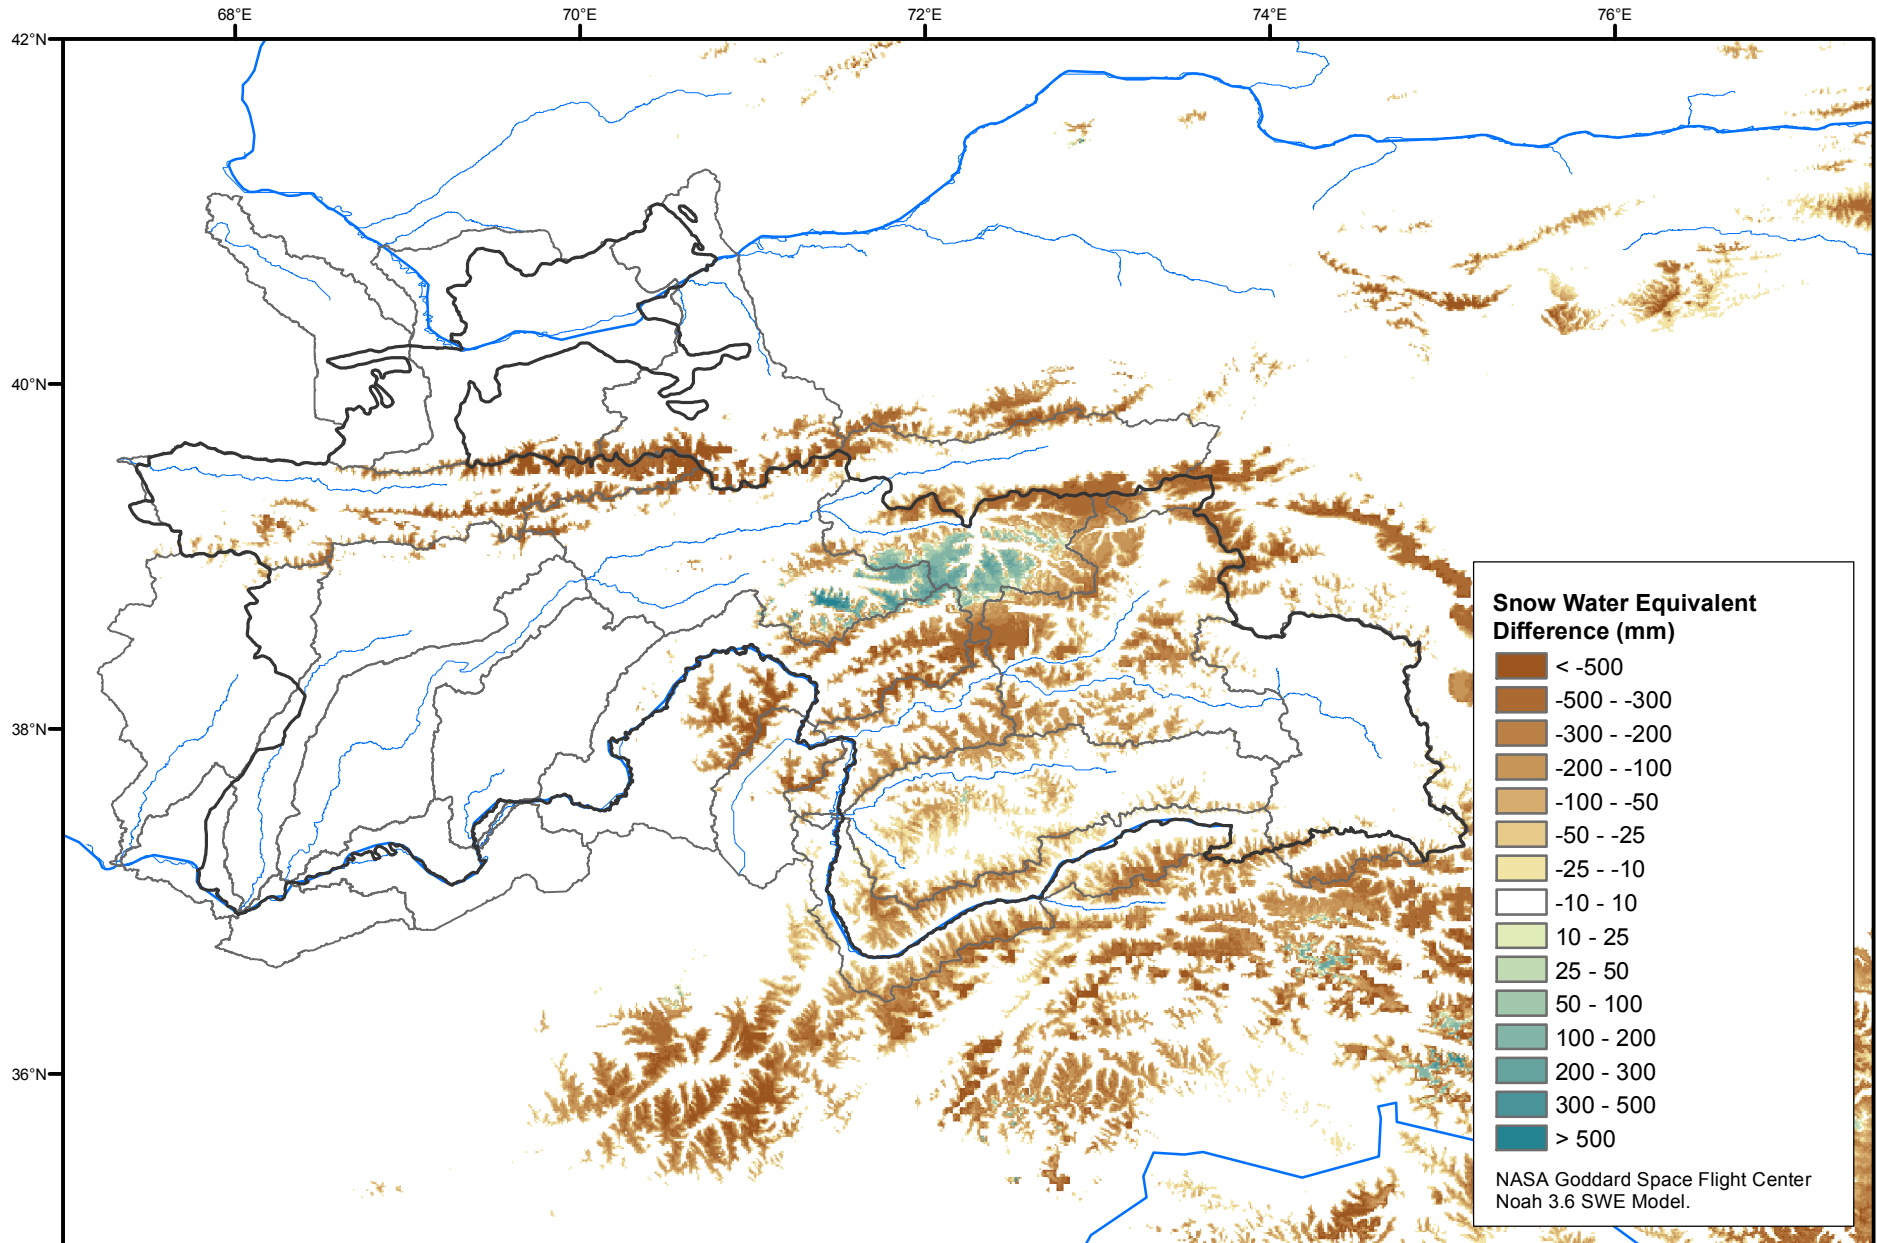 68°E
70°E
72°E
74°E
76°E
42°N
40°N
38°N
36°N
Snow Water Equivalent
Difference (mm)
< -500
-500 - -300
-300 - -200
-200 - -100
-100 - -50
-50 - -25
-25 - -10
-10 - 10
10 - 25
25 - 50
50 - 100
100 - 200
200 - 300
300 - 500
> 500
NASA Goddard Space Flight Center
Noah 3.6 SWE Model.